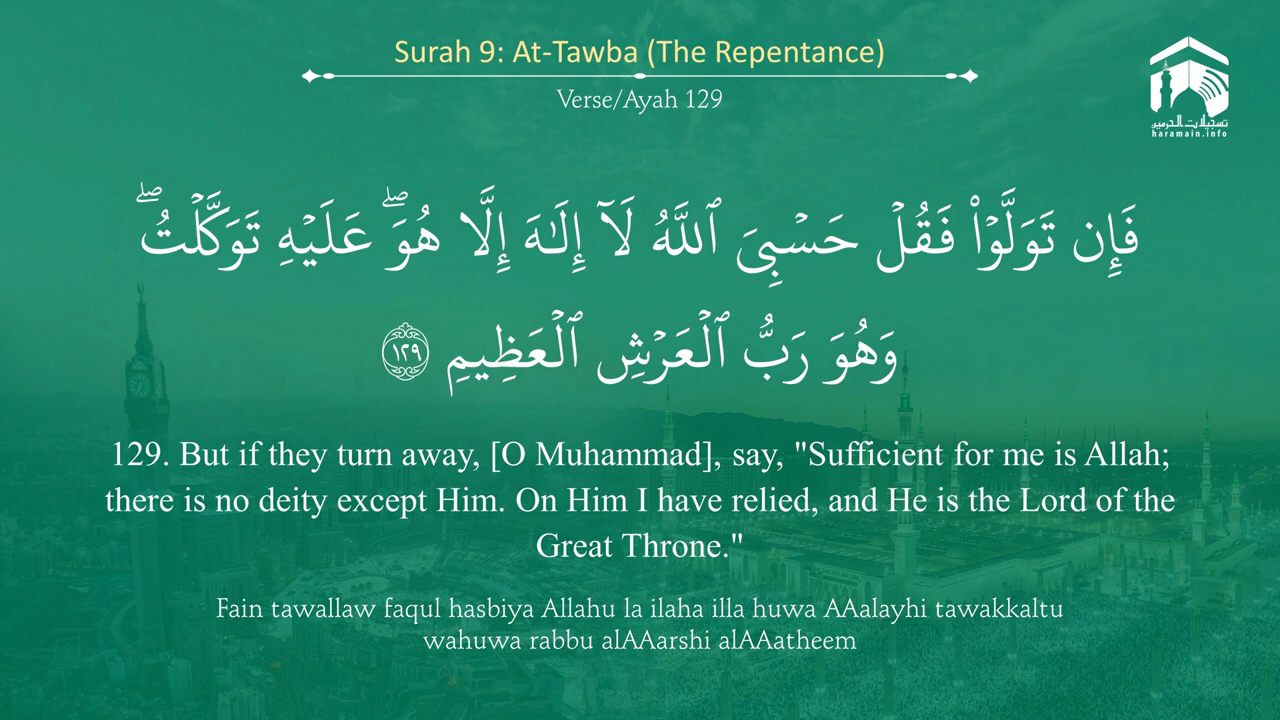 Surah 9: At-Tawba (The Repentance)
Verse/Ayah 129
تسجيلات الحرمين
haramain.info
فَإِن تَوَلَّوْا۟ فَقُلْ حَسْبِىَ ٱللَّهُ لَآ إِلَـٰهَ إِلَّا هُوَ ۖ عَلَيْهِ تَوَكَّلْتُ ۖ
وَهُوَ رَبُّ ٱلْعَرْشِ ٱلْعَظِيمِ ١٢٩
129. But if they turn away, [O Muhammad], say, "Sufficient for me is Allah;
there is no deity except Him. On Him I have relied, and He is the Lord of the
Great Throne."
Fain tawallaw faqul hasbiya Allahu la ilaha illa huwa AAalayhi tawakkaltu
wahuwa rabbu alAAarshi alAAatheem